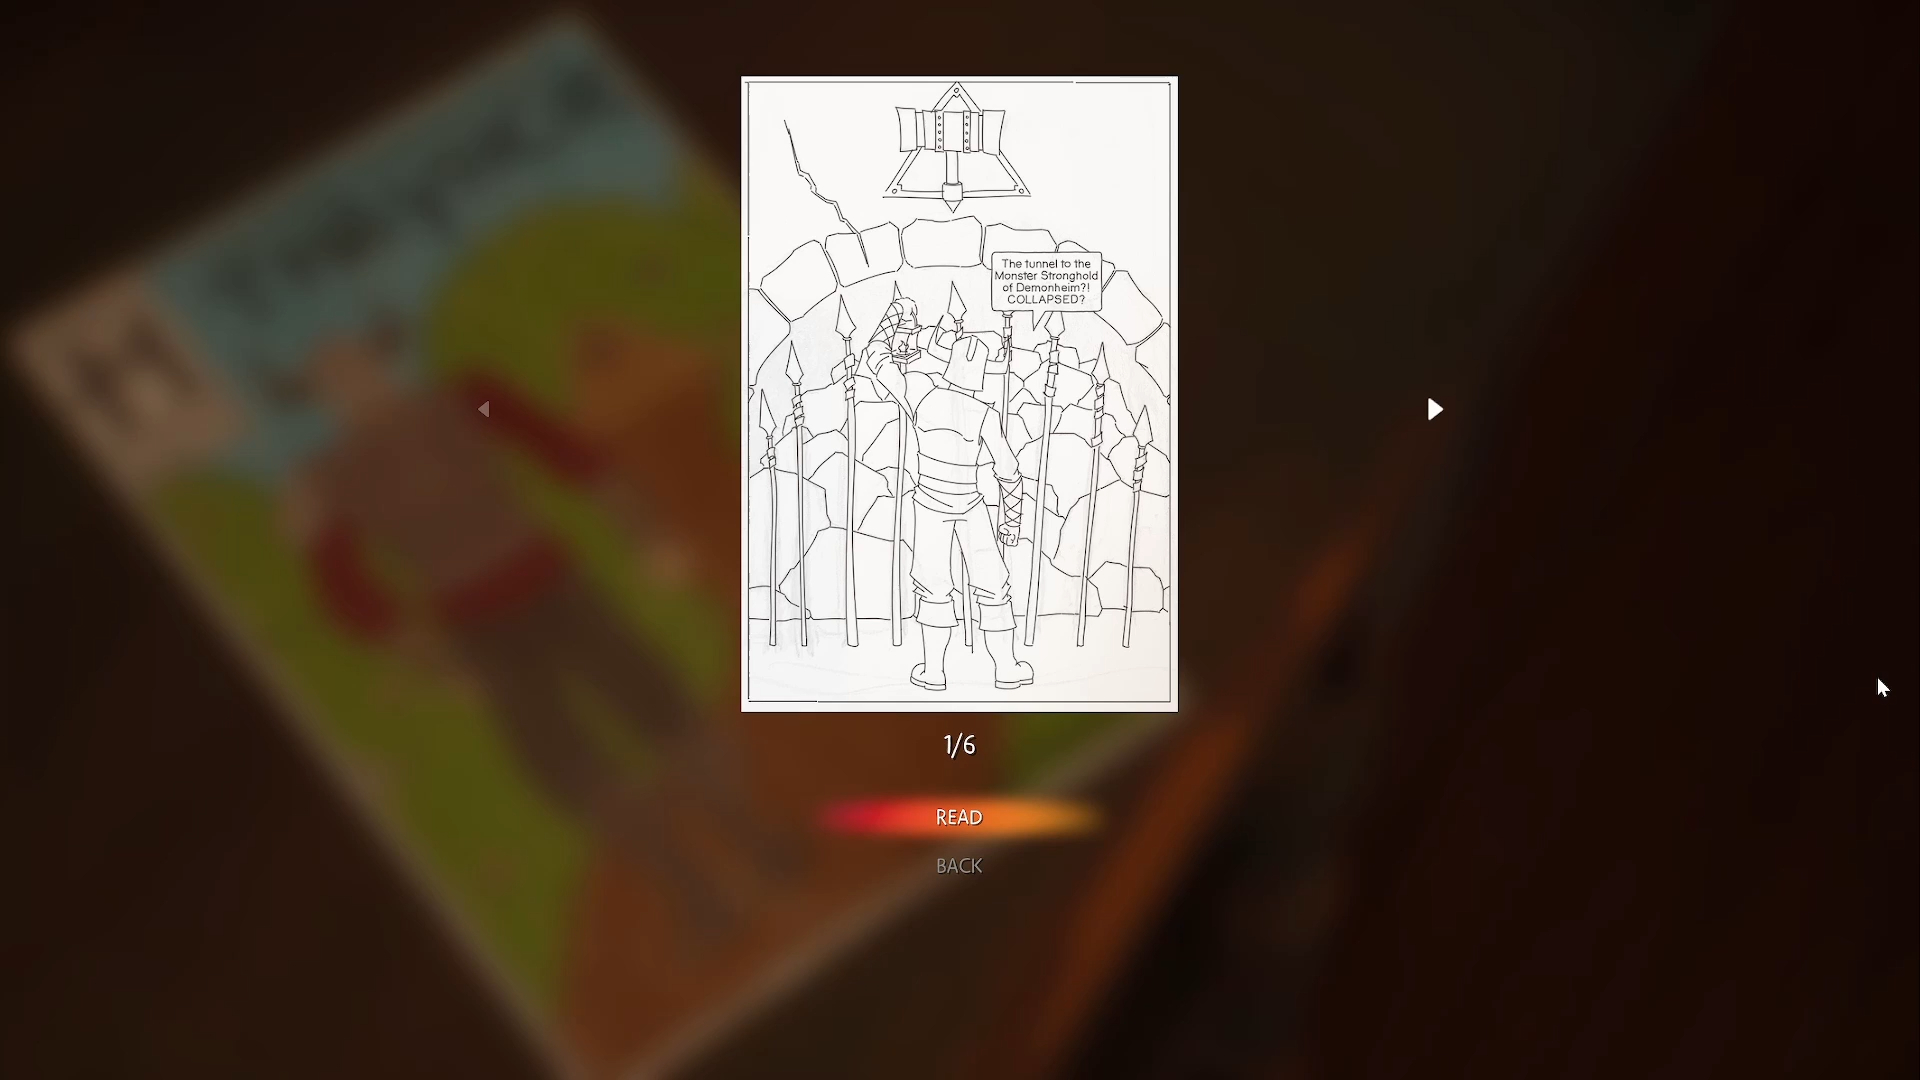 The tunnel to the
Monster Stronghold
of Demonheim?!
COLLAPSED?
1/6
READ
BACK